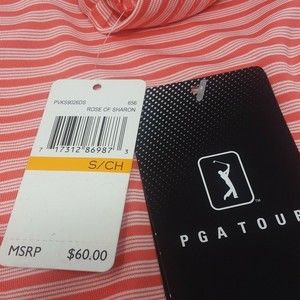 PVKS9026DS 656
ROSE OF SHARON
7 17312 86987 3
S/CH
MSRP $60.00
PGA TOUR